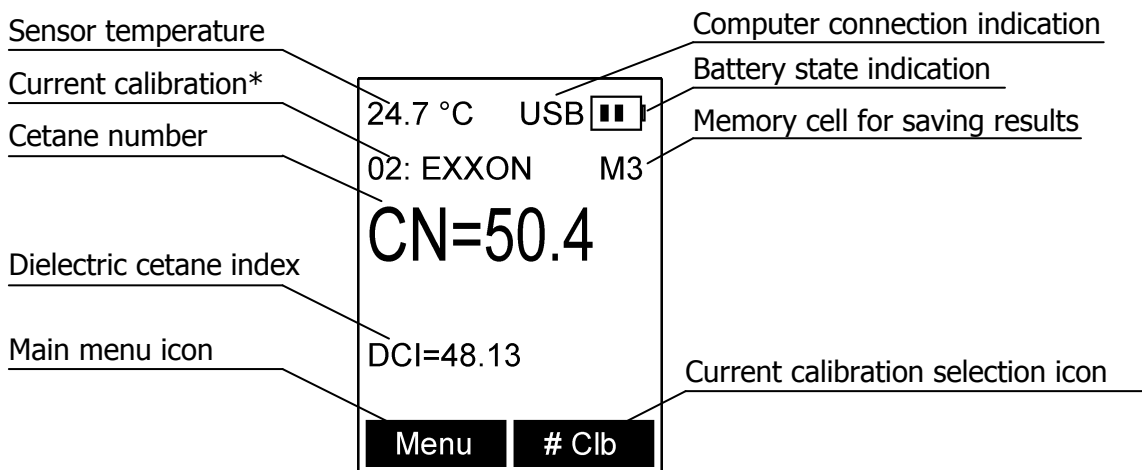 Sensor temperature
Current calibration*
Cetane number
Dielectric cetane index
Main menu icon
24.7 °C USB
02: EXXON M3
CN=50.4
DCI=48.13
Menu # Clb
Computer connection indication
Battery state indication
Memory cell for saving results
Current calibration selection icon